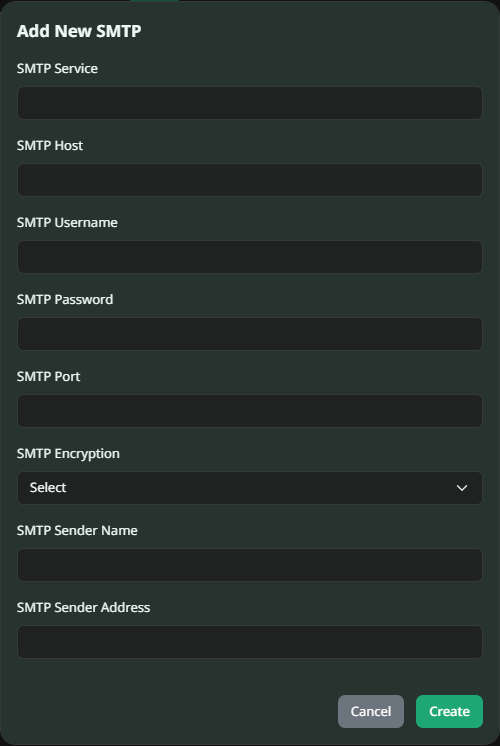 Add New SMTP
SMTP Service
SMTP Host
SMTP Username
SMTP Password
SMTP Port
SMTP Encryption
Select
SMTP Sender Name
SMTP Sender Address
Cancel Create